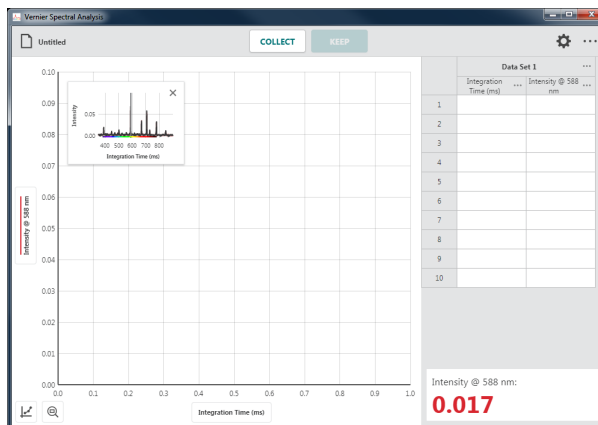 Vernier Spectral Analysis
Untitled
COLLECT
KEEP
...
0.10
0.09
0.08
0.07
0.06
0.05
0.04
0.03
0.02
0.01
0.00
Intensity @ 588 nm
0.0 0.1 0.2 0.3 0.4 0.5 0.6 0.7 0.8 0.9 1.0
Integration Time (ms)
Intensity
0.05
0.00
400 500 600 700 800
Integration Time (ms)
Data Set 1 ...
Integration ... Intensity @ 588 ...
Time (ms) nm
1
2
3
4
5
6
7
8
9
10
Intensity @ 588 nm:
0.017